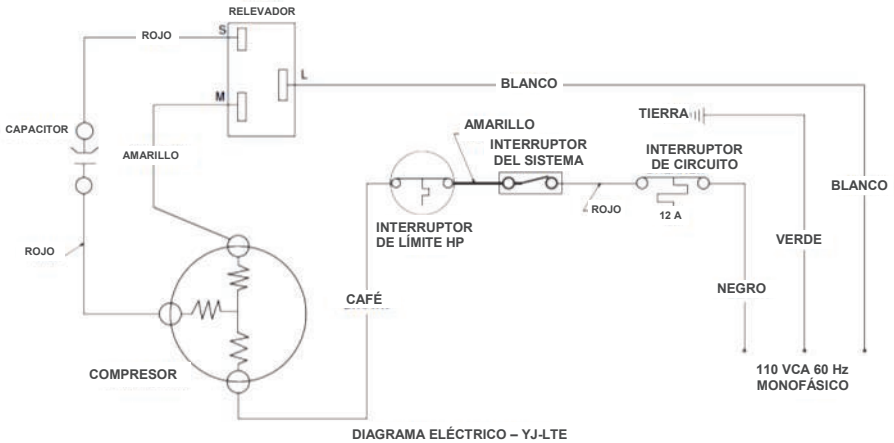 RELEVADOR
S
ROJO
L
M
BLANCO
CAPACITOR
AMARILLO
AMARILLO
INTERRUPTOR
DEL SISTEMA
TIERRA
INTERRUPTOR
DE CIRCUITO
BLANCO
ROJO
12 A
INTERRUPTOR
DE LÍMITE HP
ROJO
VERDE
NEGRO
CAFÉ
COMPRESOR
110 VCA 60 Hz
MONOFÁSICO
DIAGRAMA ELÉCTRICO – YJ-LTE